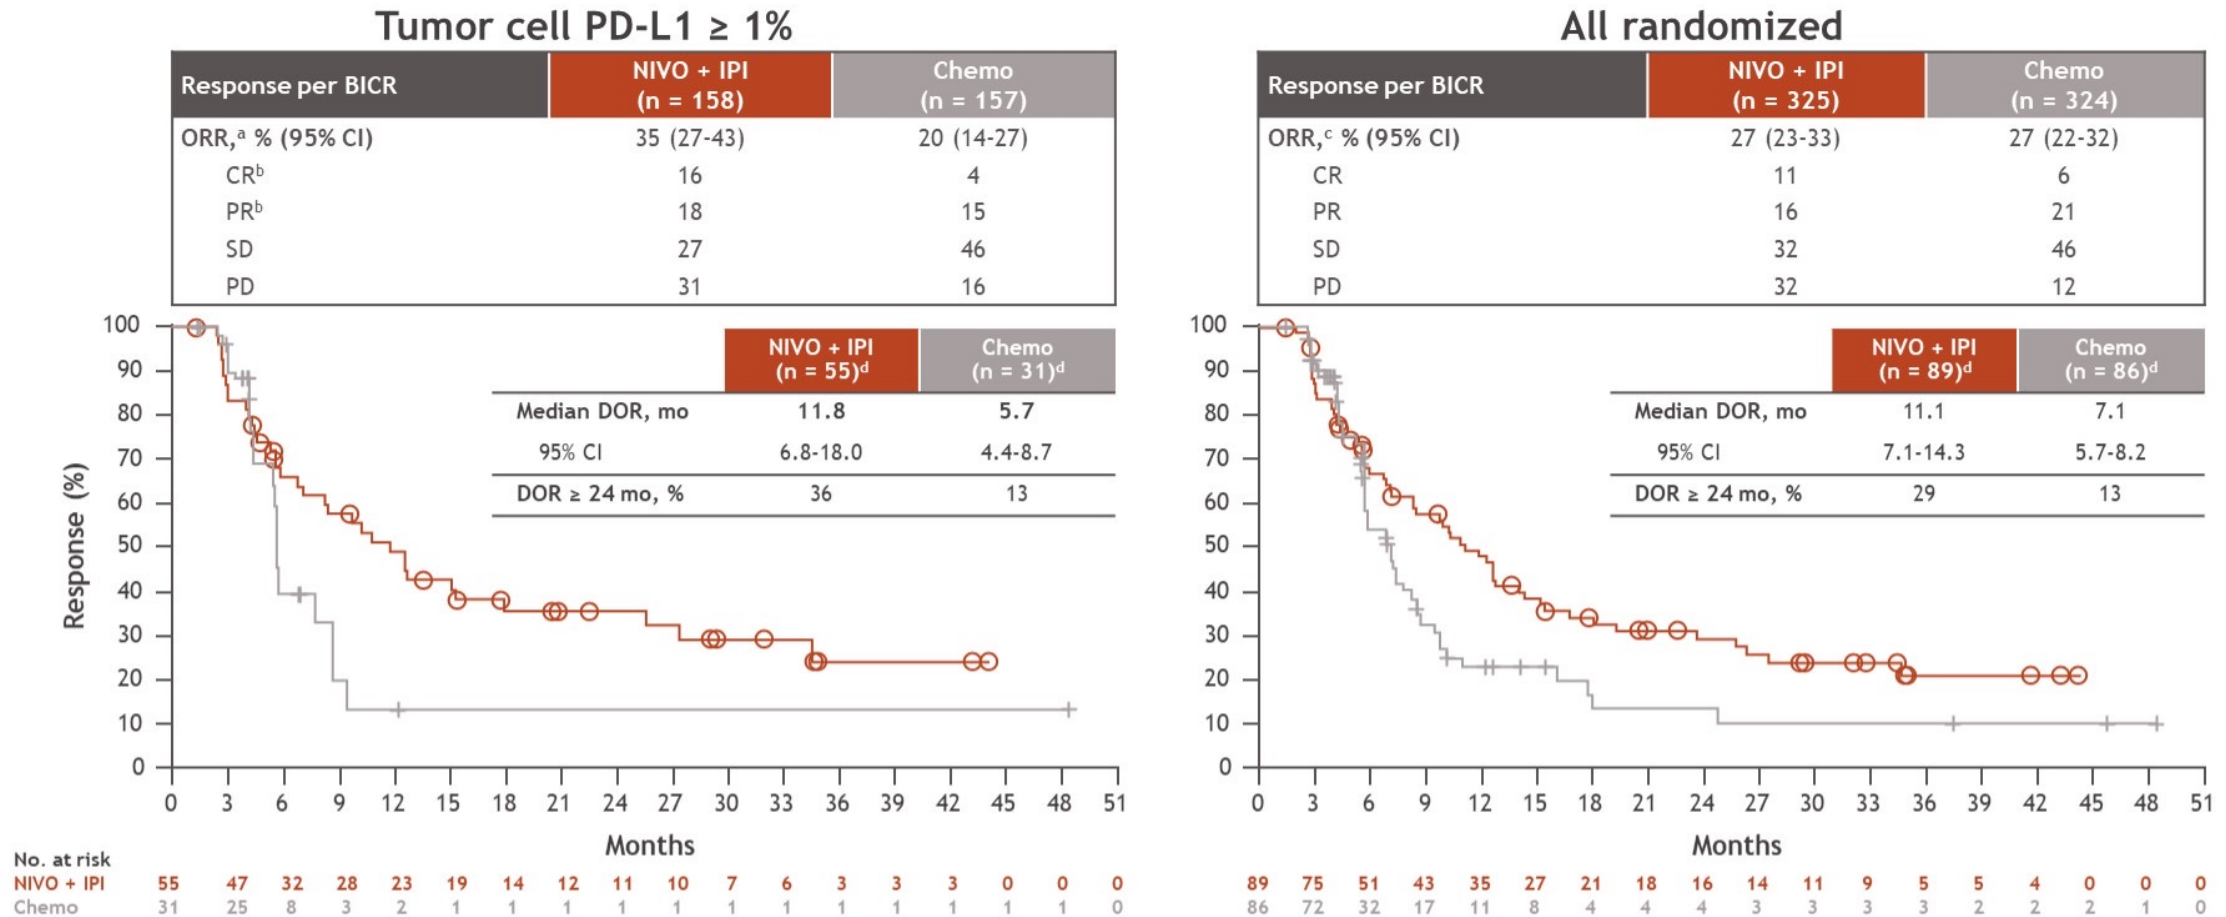 Tumor cell PD-L1 ≥ 1%
Response per BICR NIVO + IPI (n = 158) Chemo (n = 157)
ORR,ᵃ % (95% CI) 35 (27-43) 20 (14-27)
CRᵇ 16 4
PRᵇ 18 15
SD 27 46
PD 31 16
Response (%)
100
90
80
70
60
50
40
30
20
10
0
NIVO + IPI (n = 55)ᵈ Chemo (n = 31)ᵈ
Median DOR, mo 11.8 5.7
95% CI 6.8-18.0 4.4-8.7
DOR ≥ 24 mo, % 36 13
0 3 6 9 12 15 18 21 24 27 30 33 36 39 42 45 48 51
Months
No. at risk
NIVO + IPI 55 47 32 28 23 19 14 12 11 10 7 6 3 3 3 0 0 0
Chemo 31 25 8 3 2 1 1 1 1 1 1 1 1 1 1 1 1 0
All randomized
Response per BICR NIVO + IPI (n = 325) Chemo (n = 324)
ORR,ᶜ % (95% CI) 27 (23-33) 27 (22-32)
CR 11 6
PR 16 21
SD 32 46
PD 32 12
100
90
80
70
60
50
40
30
20
10
0
NIVO + IPI (n = 89)ᵈ Chemo (n = 86)ᵈ
Median DOR, mo 11.1 7.1
95% CI 7.1-14.3 5.7-8.2
DOR ≥ 24 mo, % 29 13
0 3 6 9 12 15 18 21 24 27 30 33 36 39 42 45 48 51
Months
89 75 51 43 35 27 21 18 16 14 11 9 5 5 4 0 0 0
86 72 32 17 11 8 4 4 4 3 3 3 3 2 2 2 1 0